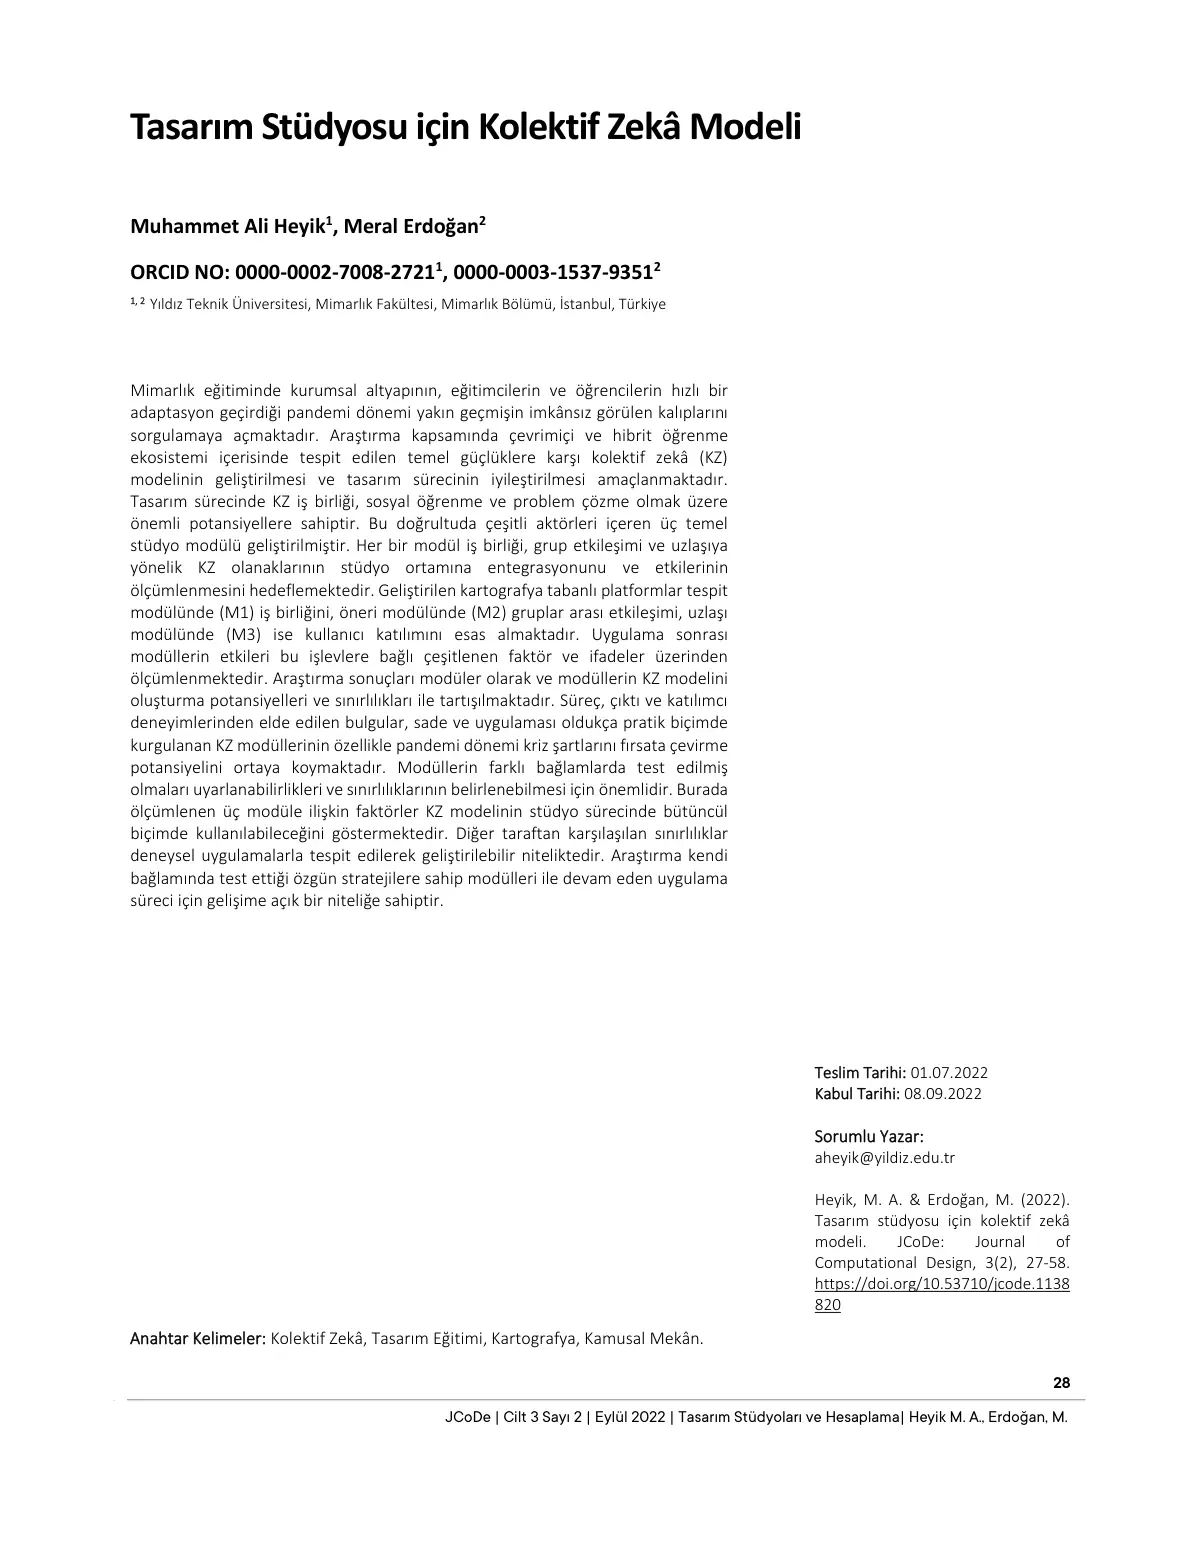 Tasarım Stüdyosu için Kolektif Zekâ Modeli
Muhammet Ali Heyik1, Meral Erdoğan2
ORCID NO: 0000-0002-7008-27211, 0000-0003-1537-93512
1, 2 Yıldız Teknik Üniversitesi, Mimarlık Fakültesi, Mimarlık Bölümü, İstanbul, Türkiye
Mimarlık eğitiminde kurumsal altyapının, eğitimcilerin ve öğrencilerin hızlı bir
adaptasyon geçirdiği pandemi dönemi yakın geçmişin imkânsız görülen kalıplarını
sorgulamaya açmaktadır. Araştırma kapsamında çevrimiçi ve hibrit öğrenme
ekosistemi içerisinde tespit edilen temel güçlüklere karşı kolektif zekâ (KZ)
modelinin geliştirilmesi ve tasarım sürecinin iyileştirilmesi amaçlanmaktadır.
Tasarım sürecinde KZ iş birliği, sosyal öğrenme ve problem çözme olmak üzere
önemli potansiyellere sahiptir. Bu doğrultuda çeşitli aktörleri içeren üç temel
stüdyo modülü geliştirilmiştir. Her bir modül iş birliği, grup etkileşimi ve uzlaşıya
yönelik KZ olanaklarının stüdyo ortamına entegrasyonunu ve etkilerinin
ölçümlenmesini hedeflemektedir. Geliştirilen kartografya tabanlı platformlar tespit
modülünde (M1) iş birliğini, öneri modülünde (M2) gruplar arası etkileşimi, uzlaşı
modülünde (M3) ise kullanıcı katılımını esas almaktadır. Uygulama sonrası
modüllerin etkileri bu işlevlere bağlı çeşitlenen faktör ve ifadeler üzerinden
ölçümlenmektedir. Araştırma sonuçları modüler olarak ve modüllerin KZ modelini
oluşturma potansiyelleri ve sınırlılıkları ile tartışılmaktadır. Süreç, çıktı ve katılımcı
deneyimlerinden elde edilen bulgular, sade ve uygulaması oldukça pratik biçimde
kurgulanan KZ modüllerinin özellikle pandemi dönemi kriz şartlarını fırsata çevirme
potansiyelini ortaya koymaktadır. Modüllerin farklı bağlamlarda test edilmiş
olmaları uyarlanabilirlikleri ve sınırlılıklarının belirlenebilmesi için önemlidir. Burada
ölçümlenen üç modüle ilişkin faktörler KZ modelinin stüdyo sürecinde bütüncül
biçimde kullanılabileceğini göstermektedir. Diğer taraftan karşılaşılan sınırlılıklar
deneysel uygulamalarla tespit edilerek geliştirilebilir niteliktedir. Araştırma kendi
bağlamında test ettiği özgün stratejilere sahip modülleri ile devam eden uygulama
süreci için gelişime açık bir niteliğe sahiptir.
Teslim Tarihi: 01.07.2022
Kabul Tarihi: 08.09.2022
Sorumlu Yazar:
aheyik@yildiz.edu.tr
Heyik, M. A. & Erdoğan, M. (2022).
Tasarım stüdyosu için kolektif zekâ
modeli. JCoDe: Journal of
Computational Design, 3(2), 27-58.
https://doi.org/10.53710/jcode.1138
820
Anahtar Kelimeler: Kolektif Zekâ, Tasarım Eğitimi, Kartografya, Kamusal Mekân.
28
JCoDe | Cilt 3 Sayı 2 | Eylül 2022 | Tasarım Stüdyoları ve Hesaplama| Heyik M. A., Erdoğan, M.